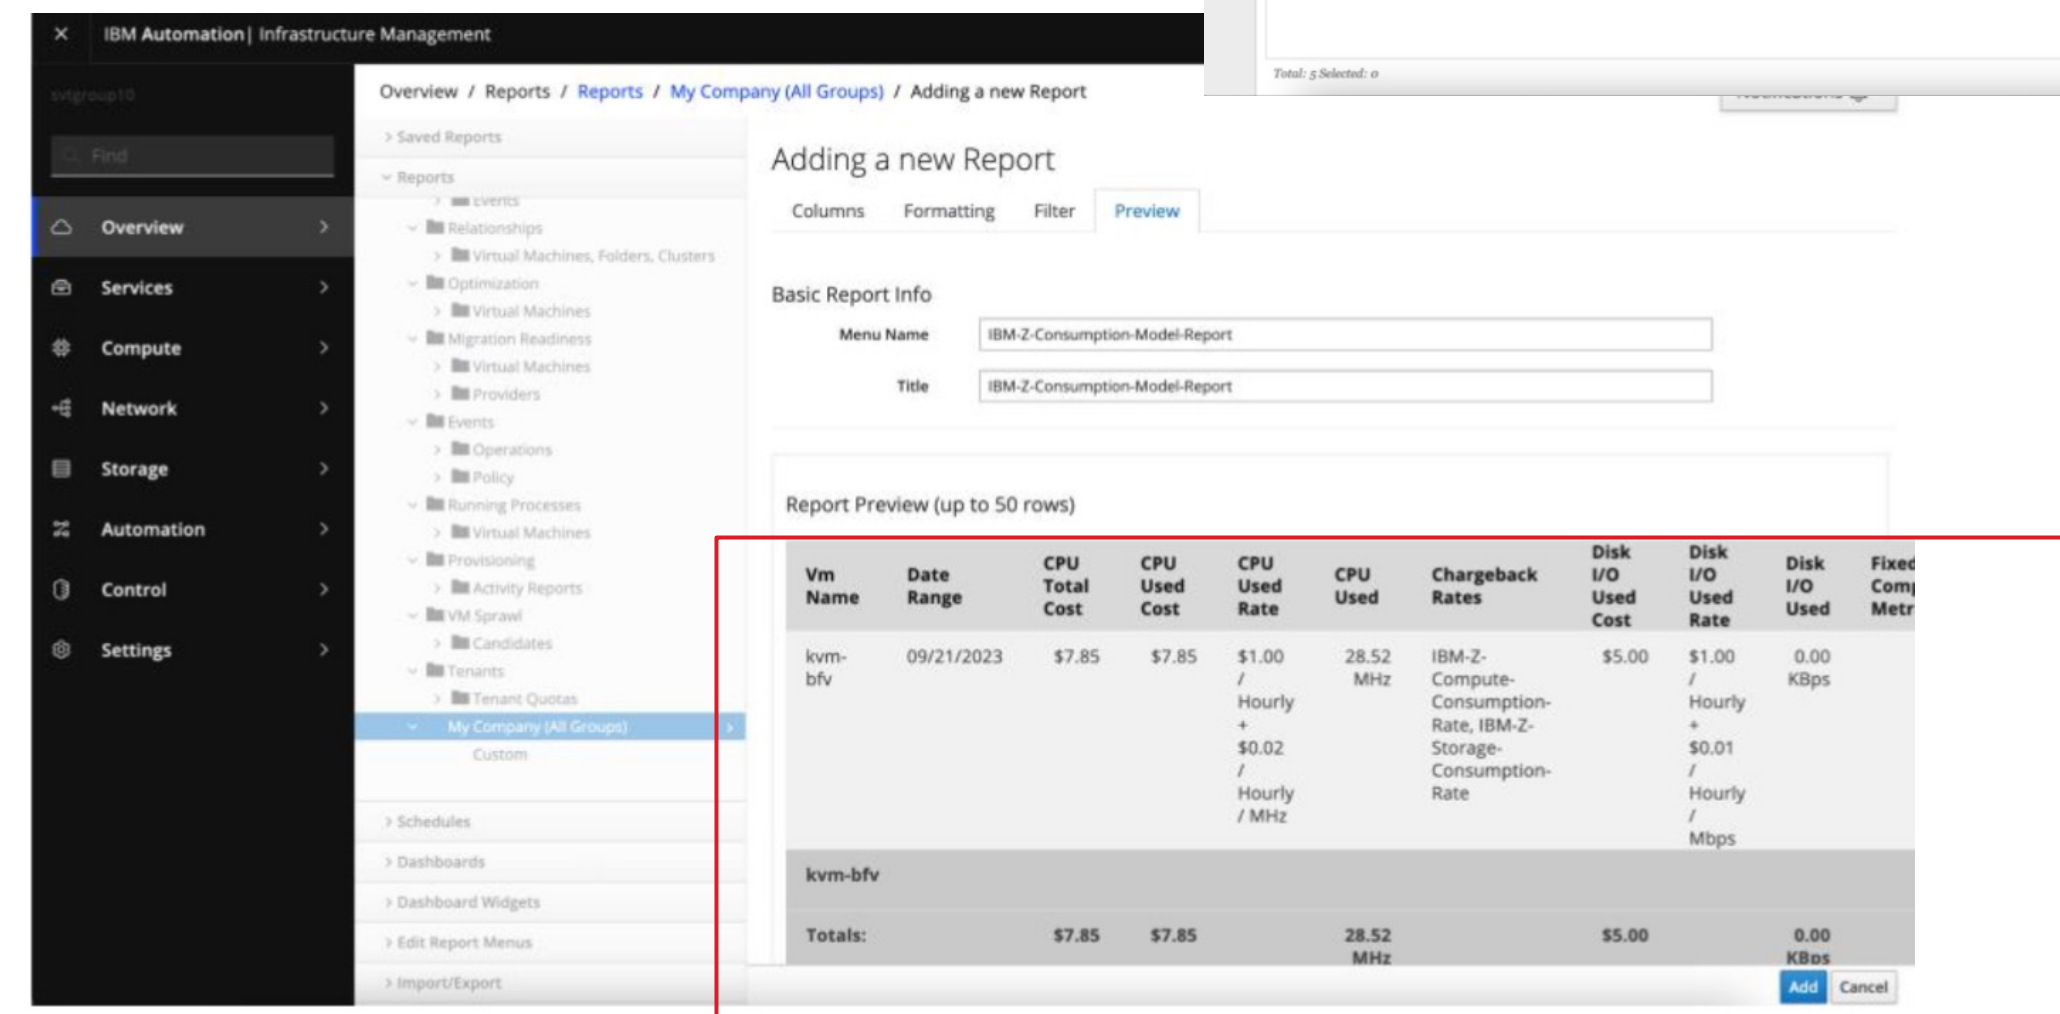 IBM Automation| Infrastructure Management
Total: 5 Selected: 0
svtgroup10
Overview / Reports / Reports / My Company (All Groups) / Adding a new Report
Find
> Saved Reports
Reports
Events
Relationships
Virtual Machines, Folders, Clusters
Optimization
Virtual Machines
Migration Readiness
Virtual Machines
Providers
Events
Operations
Policy
Running Processes
Virtual Machines
Provisioning
Activity Reports
VM Sprawl
Candidates
Tenants
Tenant Quotas
My Company (All Groups)
Custom
> Schedules
> Dashboards
> Dashboard Widgets
> Edit Report Menus
> Import/Export
Overview
Services
Compute
Network
Storage
Automation
Control
Settings
Adding a new Report
Columns Formatting Filter Preview
Basic Report Info
Menu Name IBM-Z-Consumption-Model-Report
Title IBM-Z-Consumption-Model-Report
Report Preview (up to 50 rows)
Vm
Name
Date
Range
CPU
Total
Cost
CPU
Used
Cost
CPU
Used
Rate
CPU
Used
Chargeback
Rates
Disk
I/O
Used
Cost
Disk
I/O
Used
Rate
Disk
I/O
Used
Fixed
Comp
Metr
kvm-
bfv
09/21/2023
$7.85
$7.85
$1.00
/
Hourly
+
$0.02
/
Hourly
/ MHz
28.52
MHz
IBM-Z-
Compute-
Consumption-
Rate, IBM-Z-
Storage-
Consumption-
Rate
$5.00
$1.00
/
Hourly
+
$0.01
/
Hourly
/
Mbps
0.00
KBps
kvm-bfv
Totals:
$7.85
$7.85
28.52
MHz
$5.00
0.00
KBps
Add Cancel